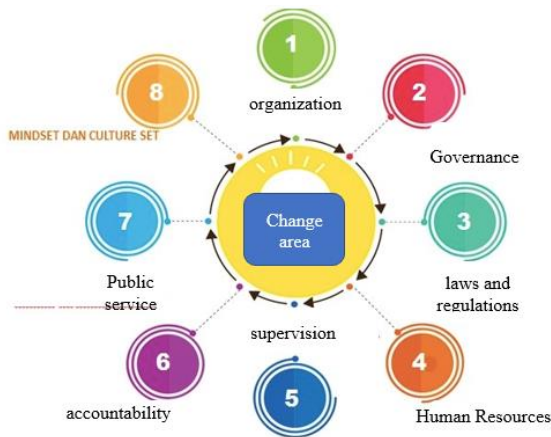 1
organization
2
Governance
3
laws and
regulations
4
Human Resources
5
supervision
6
accountability
7
Public
service
8
MINDSET DAN CULTURE SET
Change
area